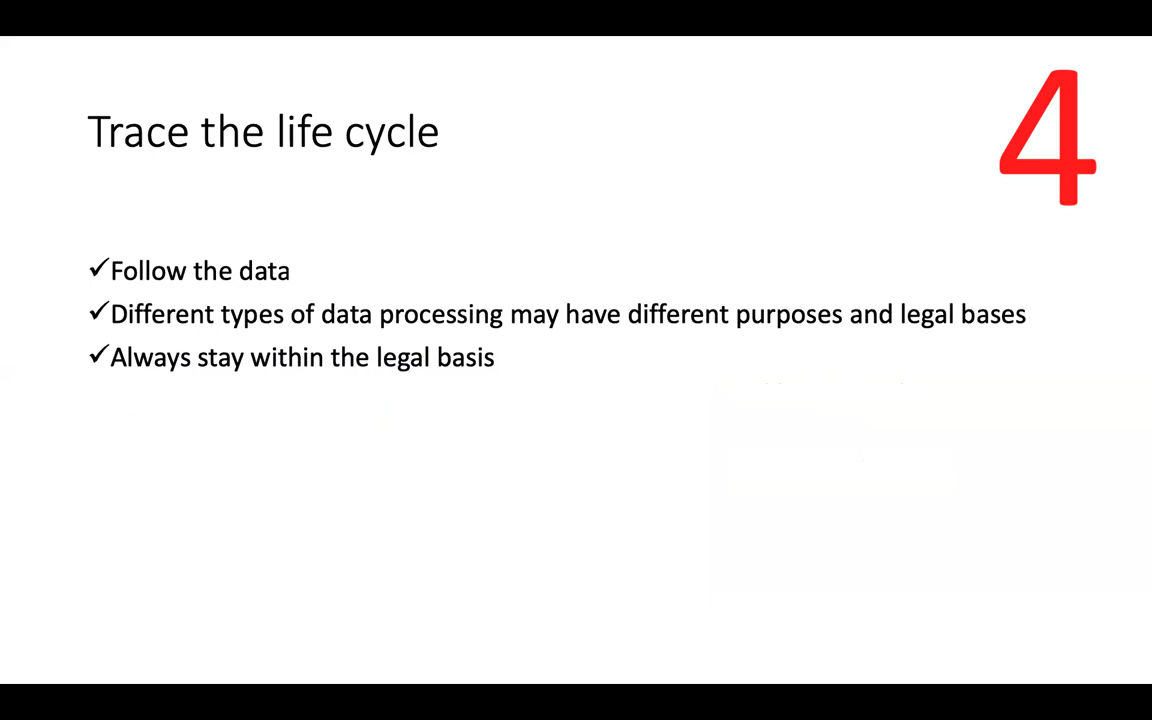 4
Trace the life cycle
✓Follow the data
✓Different types of data processing may have different purposes and legal bases
✓Always stay within the legal basis